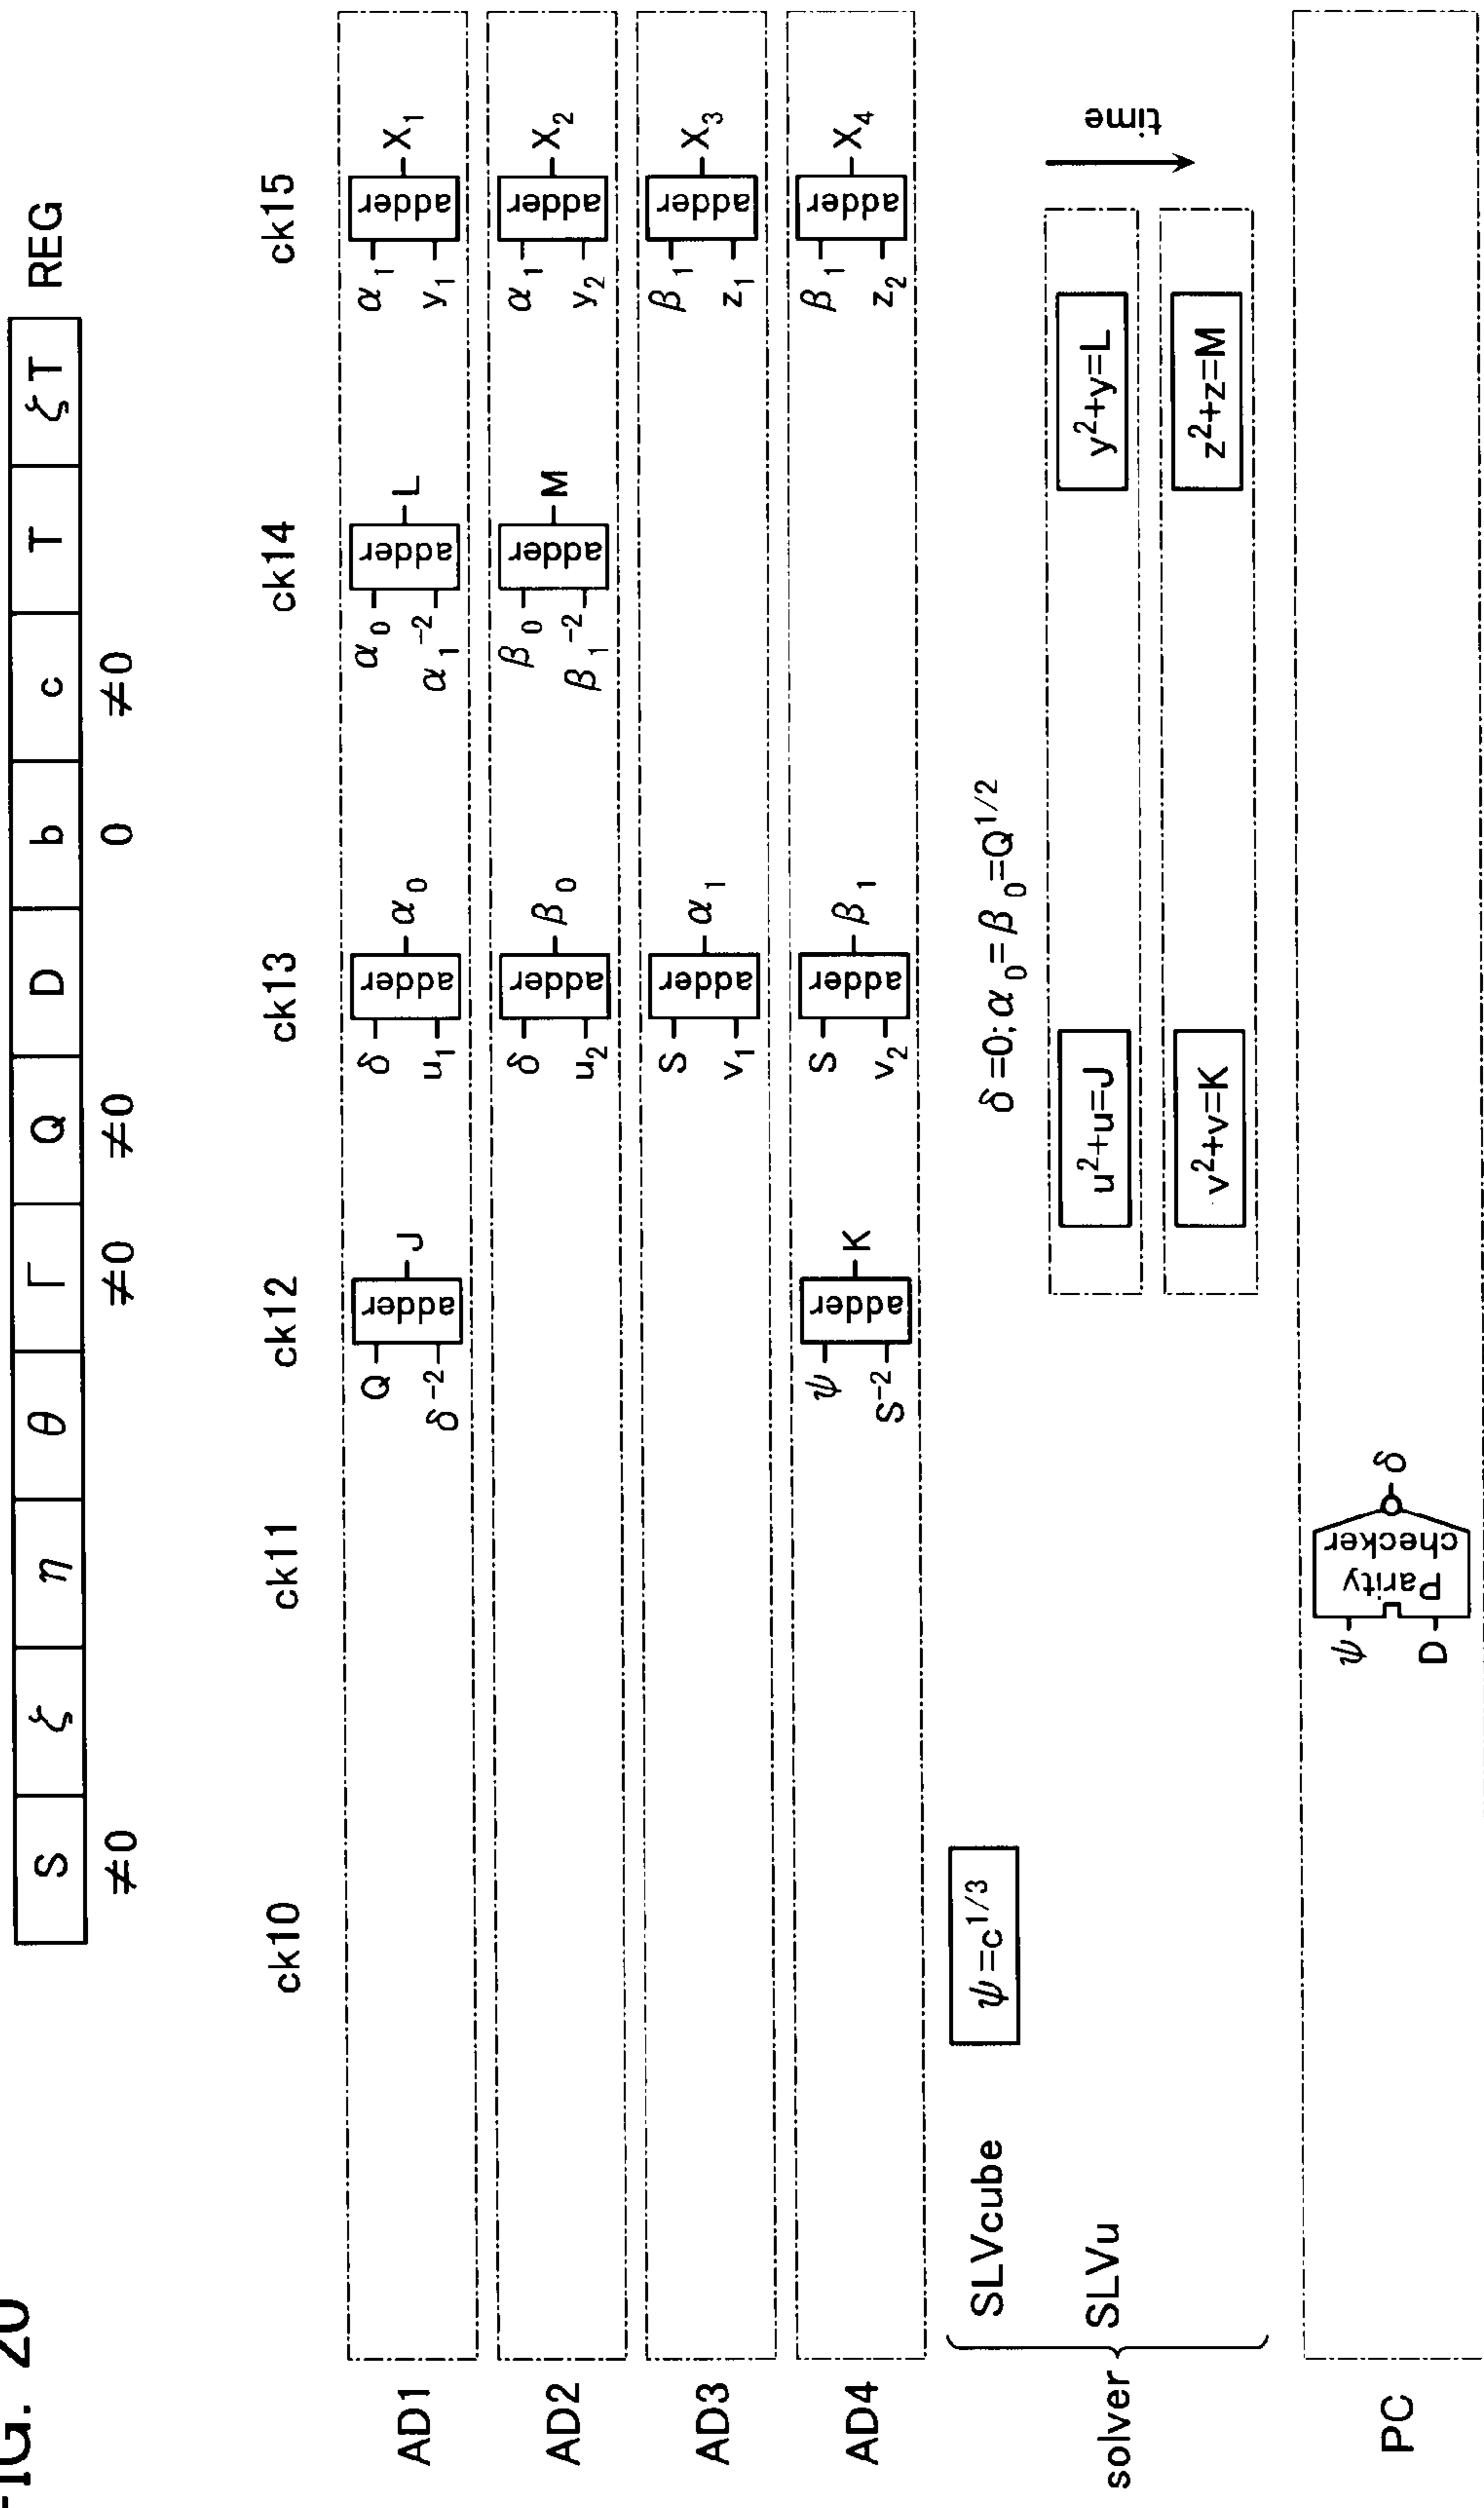 FIG. 20
S ζ η θ Γ Q D b c T ζT REG
≠0 ≠0 ≠0 0 ≠0
ck10 ck11 ck12 ck13 ck14 ck15
AD1
Q δ⁻² adder J
δ u₁ adder α₀
α₀ α₁⁻² adder L
α₁ y₁ adder X₁
AD2
δ u₂ adder β₀
β₀ β₁⁻² adder M
α₁ y₂ adder X₂
AD3
S v₁ adder α₁
β₁ z₁ adder X₃
AD4
ψ S⁻² adder K
S v₂ adder β₁
β₁ z₂ adder X₄
solver
SLVcube
ψ=c¹/³
δ=0; α₀=β₀=Q¹/²
SLVu
u²+u=J
y²+y=L
v²+v=K
z²+z=M
time
PC
ψ D
Parity
checker
δ